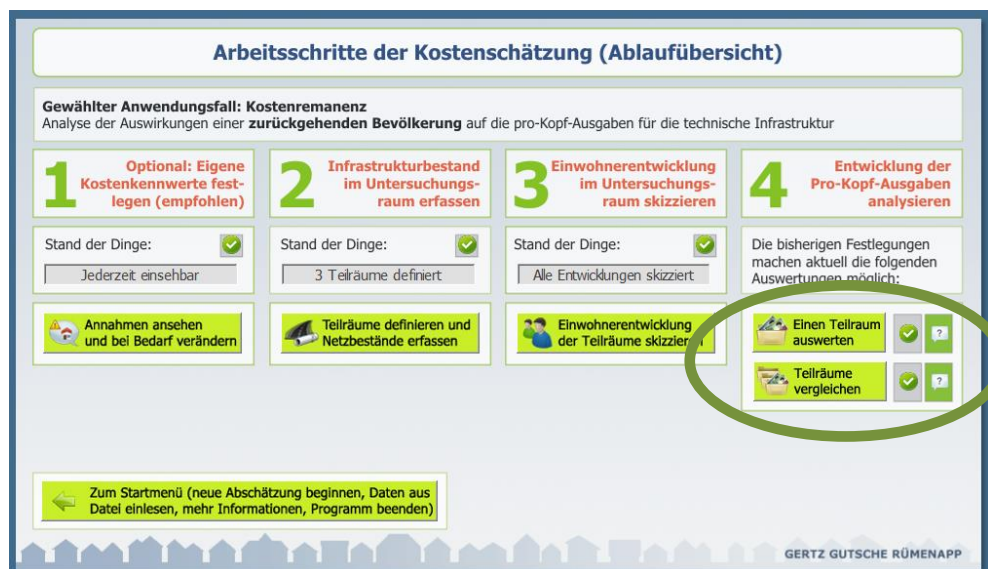 Arbeitsschritte der Kostenschätzung (Ablaufübersicht)
Gewählter Anwendungsfall: Kostenremanenz
Analyse der Auswirkungen einer zurückgehenden Bevölkerung auf die pro-Kopf-Ausgaben für die technische Infrastruktur
1
Optional: Eigene
Kostenkennwerte fest-
legen (empfohlen)
Stand der Dinge:
Jederzeit einsehbar
Annahmen ansehen
und bei Bedarf verändern
2
Infrastrukturbestand
im Untersuchungs-
raum erfassen
Stand der Dinge:
3 Teilräume definiert
Teilräume definieren und
Netzbestände erfassen
3
Einwohnerentwicklung
im Untersuchungs-
raum skizzieren
Stand der Dinge:
Alle Entwicklungen skizziert
Einwohnerentwicklung
der Teilräume skizzieren
4
Entwicklung der
Pro-Kopf-Ausgaben
analysieren
Die bisherigen Festlegungen
machen aktuell die folgenden
Auswertungen möglich:
Einen Teilraum
auswerten
?
Teilräume
vergleichen
?
Zum Startmenü (neue Abschätzung beginnen, Daten aus
Datei einlesen, mehr Informationen, Programm beenden)
GERTZ GUTSCHE RÜMENAPP